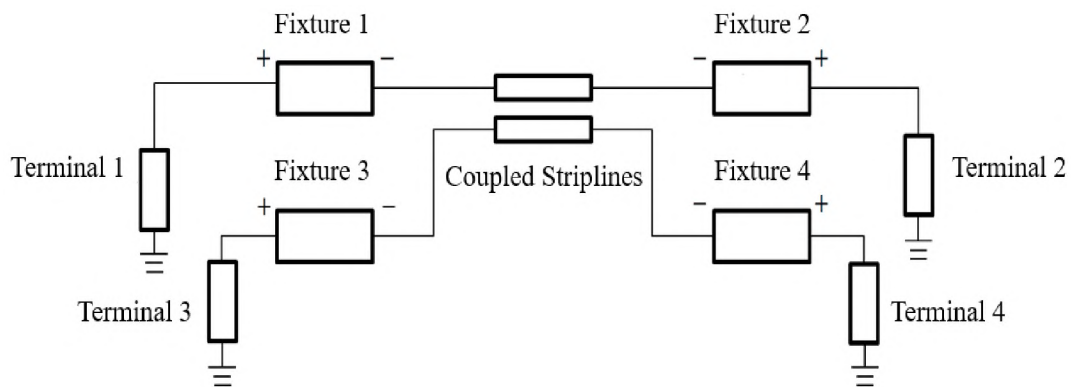 Fixture 1
Fixture 2
+ − − +
Terminal 1
Terminal 2
Fixture 3
Coupled Striplines
Fixture 4
+ − − +
Terminal 3
Terminal 4